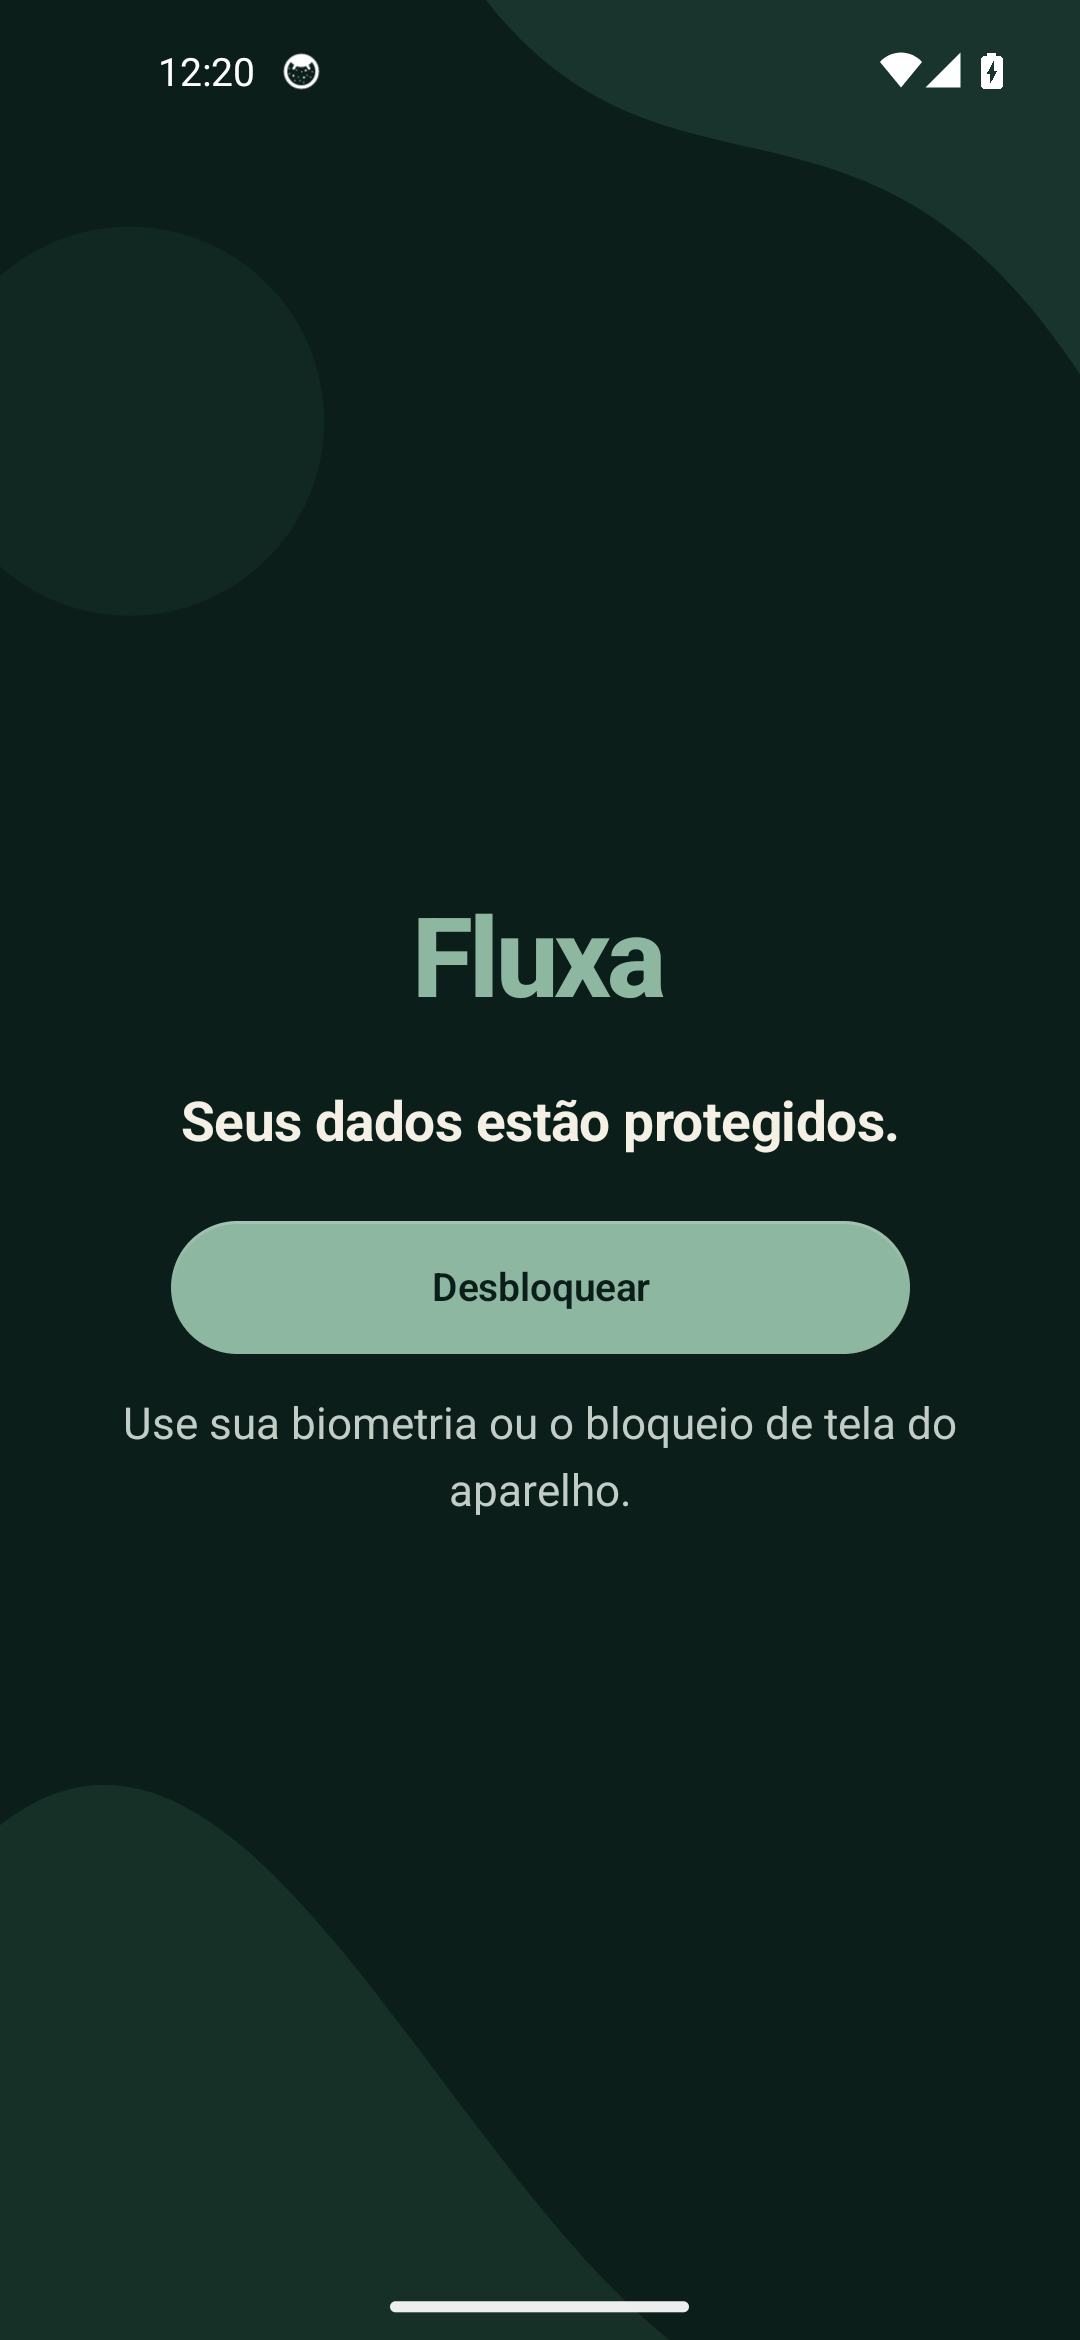 12:20
Fluxa
Seus dados estão protegidos.
Desbloquear
Use sua biometria ou o bloqueio de tela do
aparelho.